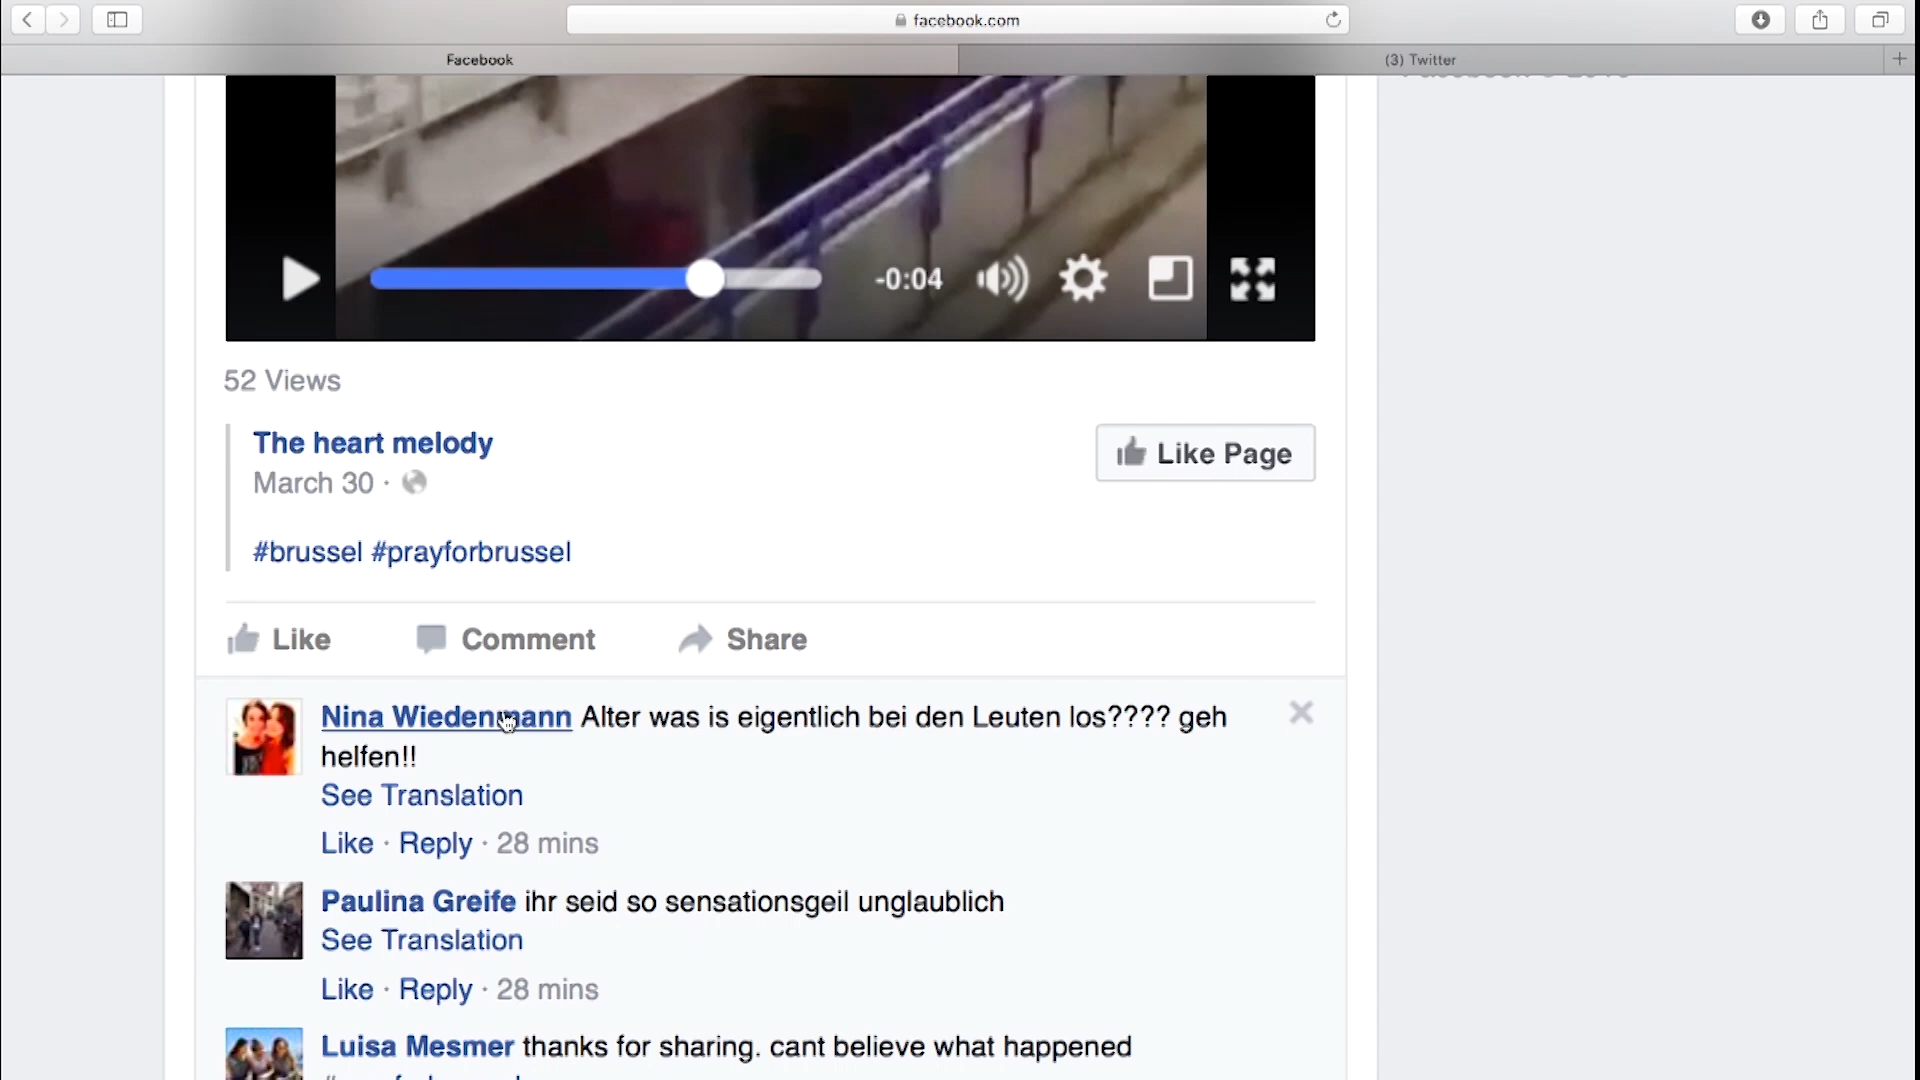 facebook.com
Facebook
(3) Twitter
-0:04
52 Views
The heart melody
March 30 ·
Like Page
#brussel #prayforbrussel
Like
Comment
Share
Nina Wiedenmann Alter was is eigentlich bei den Leuten los???? geh
helfen!!
See Translation
Like · Reply · 28 mins
Paulina Greife ihr seid so sensationsgeil unglaublich
See Translation
Like · Reply · 28 mins
Luisa Mesmer thanks for sharing. cant believe what happened